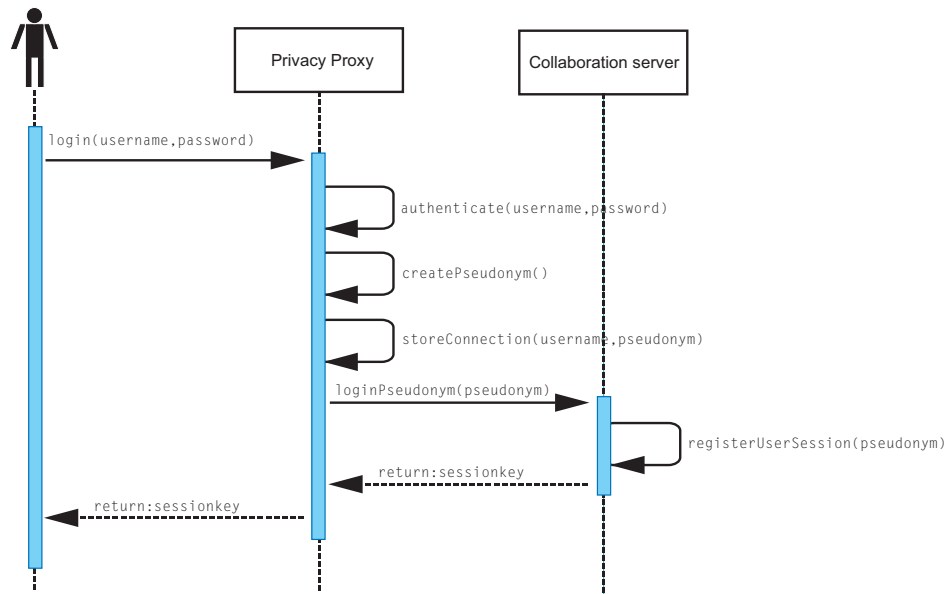 Privacy Proxy
Collaboration server
login(username,password)
authenticate(username,password)
createPseudonym()
storeConnection(username,pseudonym)
loginPseudonym(pseudonym)
registerUserSession(pseudonym)
return:sessionkey
return:sessionkey